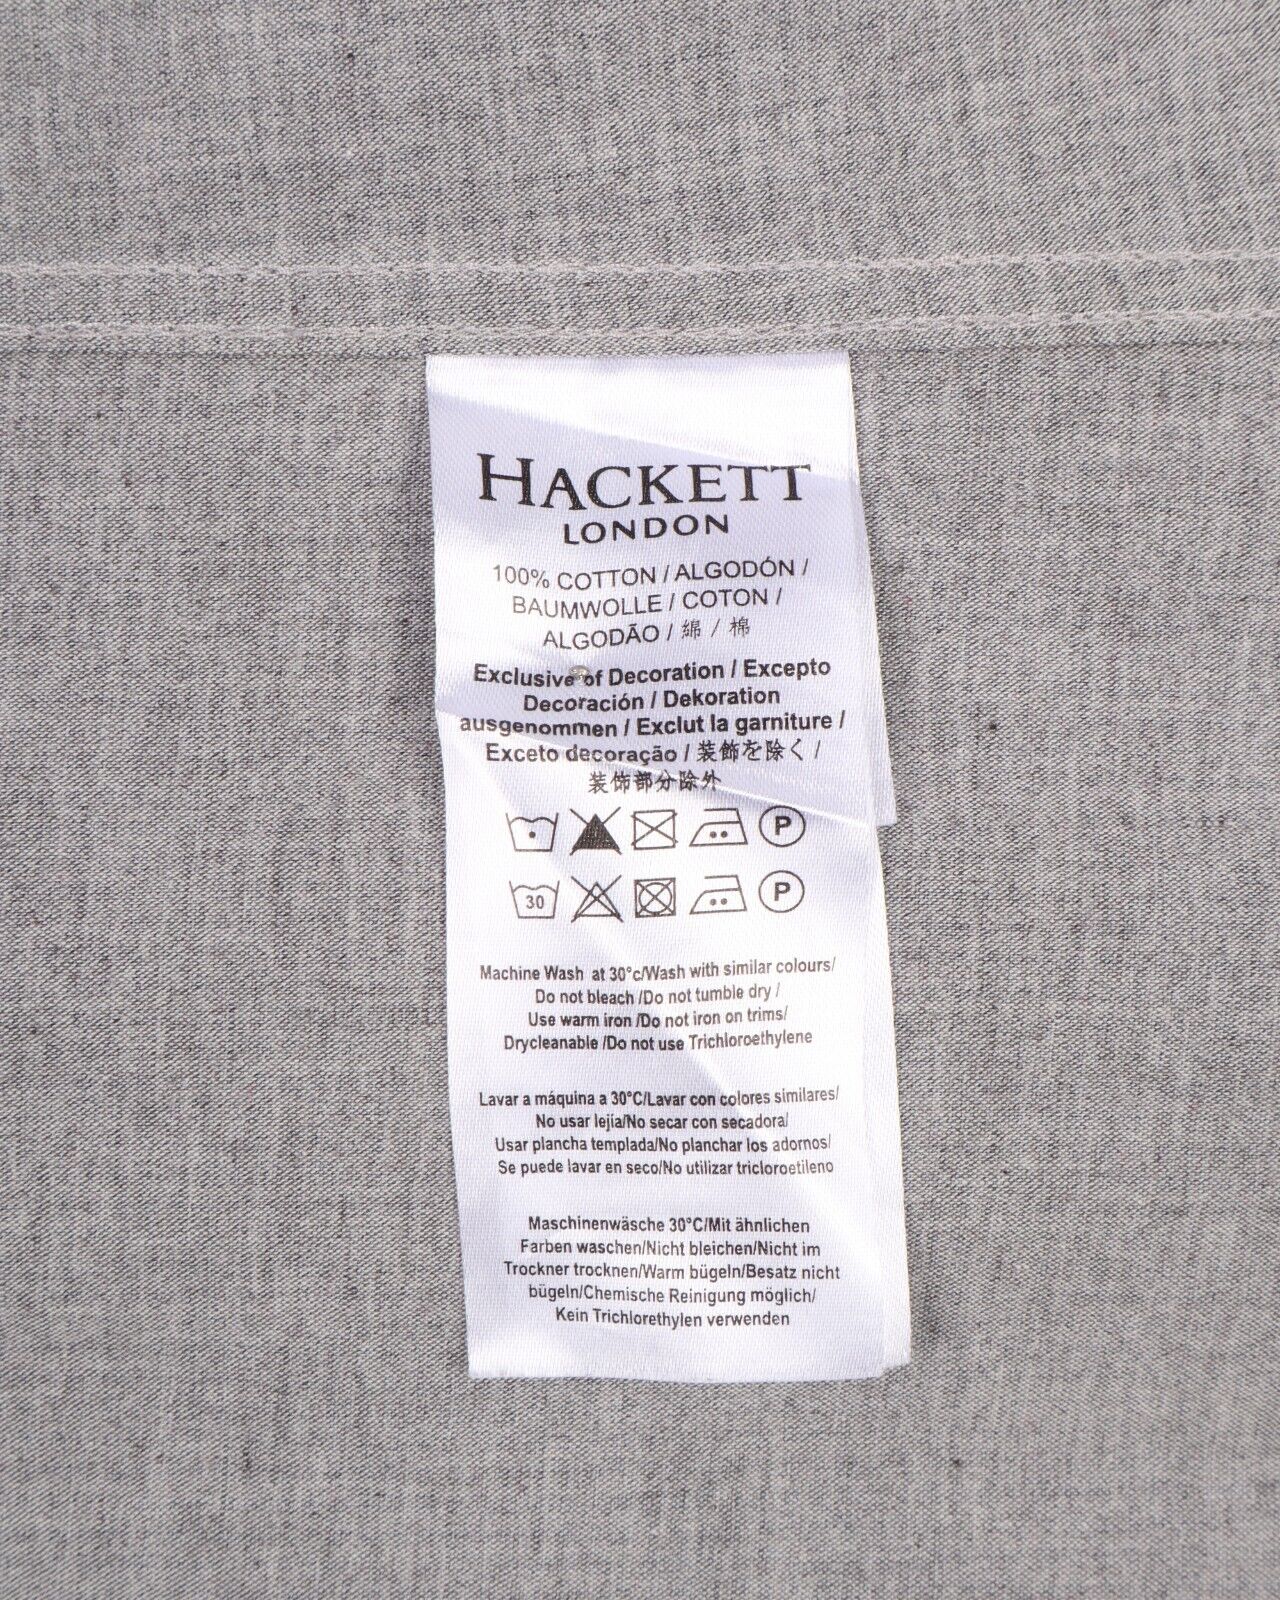 HACKETT
LONDON
100% COTTON / ALGODÓN /
BAUMWOLLE / COTON /
ALGODÃO / 綿 / 棉
Exclusive of Decoration / Excepto
Decoración / Dekoration
ausgenommen / Exclut la garniture /
Exceto decoração / 装飾を除く /
装饰部分除外
P
30 P
Machine Wash at 30°c/Wash with similar colours/
Do not bleach /Do not tumble dry /
Use warm iron /Do not iron on trims/
Drycleanable /Do not use Trichloroethylene
Lavar a máquina a 30°C/Lavar con colores similares/
No usar lejía/No secar con secadora/
Usar plancha templada/No planchar los adornos/
Se puede lavar en seco/No utilizar tricloroetileno
Maschinenwäsche 30°C/Mit ähnlichen
Farben waschen/Nicht bleichen/Nicht im
Trockner trocknen/Warm bügeln/Besatz nicht
bügeln/Chemische Reinigung möglich/
Kein Trichlorethylen verwenden